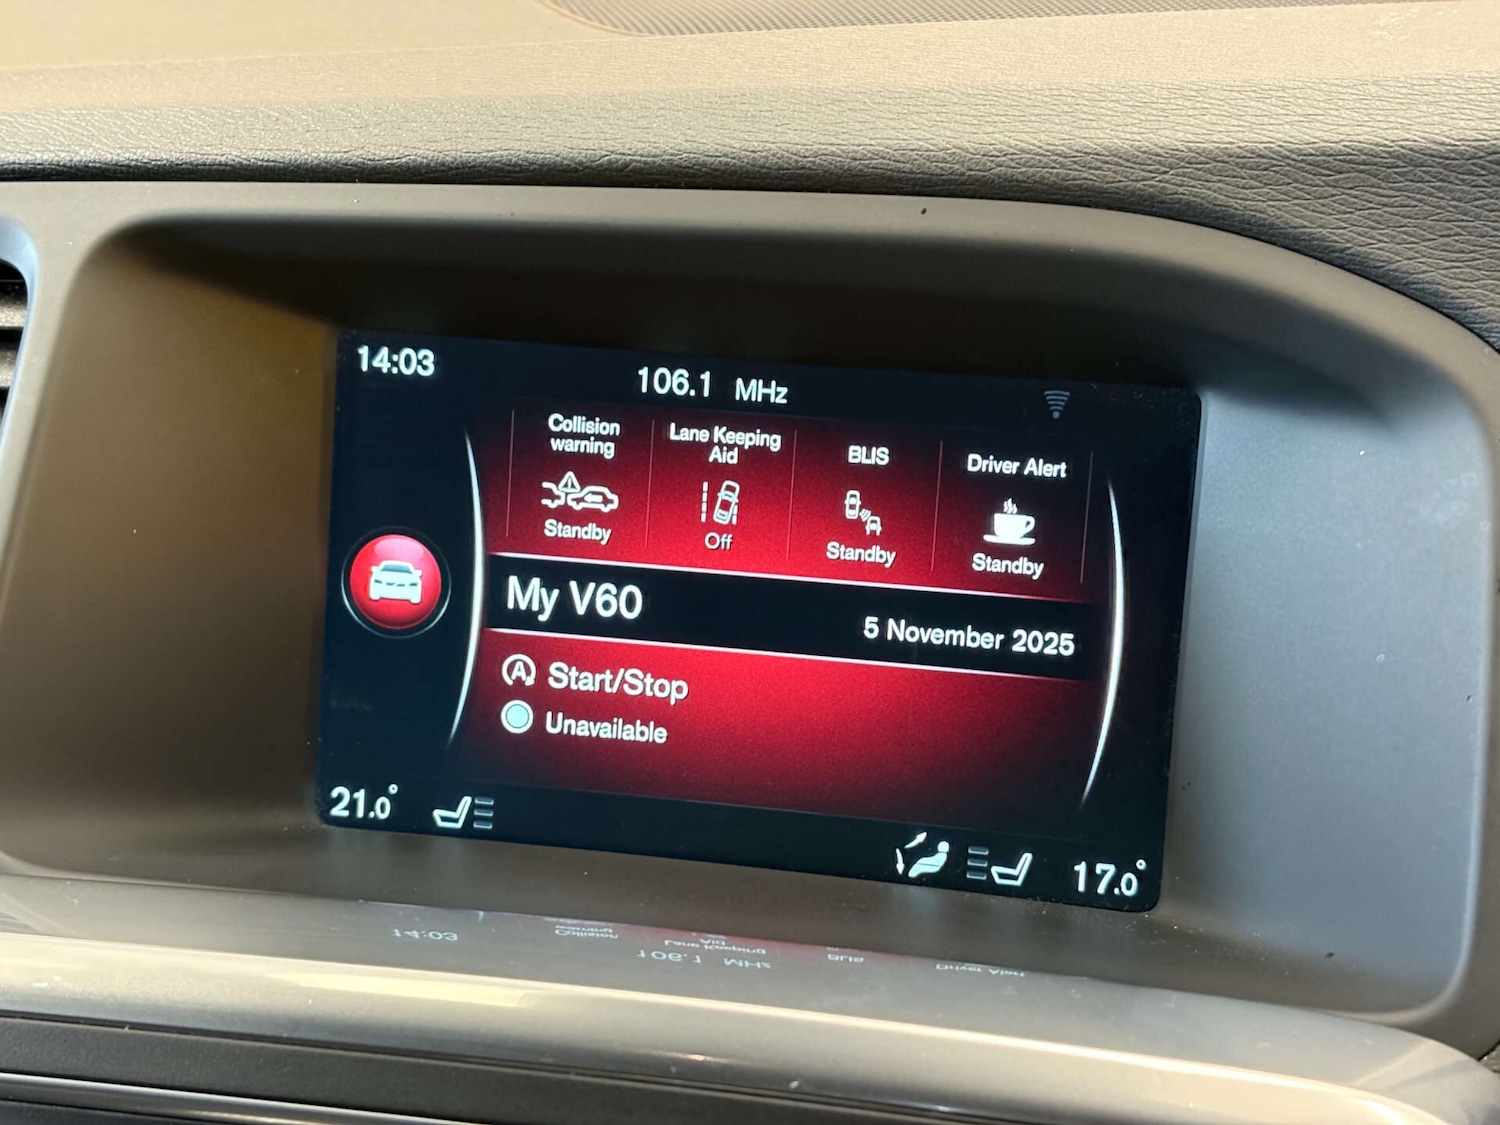 14:03
106.1 MHz
Collision
warning
Standby
Lane Keeping
Aid
Off
BLIS
Standby
Driver Alert
Standby
My V60
5 November 2025
A Start/Stop
Unavailable
21.0°
17.0°